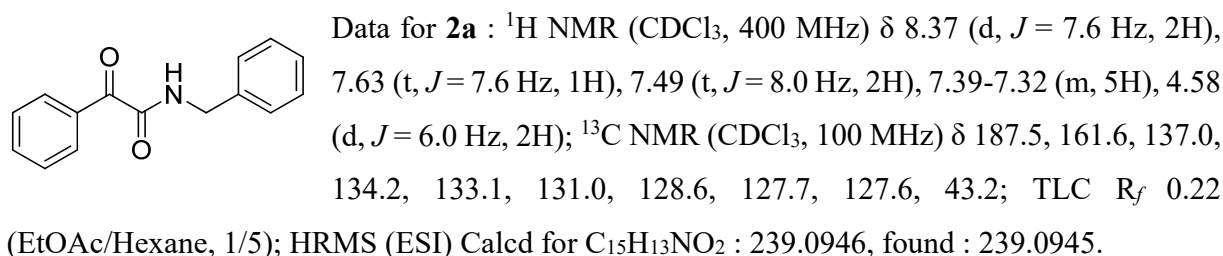 O
H
N
O
Data for 2a : ¹H NMR (CDCl₃, 400 MHz) δ 8.37 (d, J = 7.6 Hz, 2H),
7.63 (t, J = 7.6 Hz, 1H), 7.49 (t, J = 8.0 Hz, 2H), 7.39-7.32 (m, 5H), 4.58
(d, J = 6.0 Hz, 2H); ¹³C NMR (CDCl₃, 100 MHz) δ 187.5, 161.6, 137.0,
134.2, 133.1, 131.0, 128.6, 127.7, 127.6, 43.2; TLC Rf 0.22
(EtOAc/Hexane, 1/5); HRMS (ESI) Calcd for C₁₅H₁₃NO₂ : 239.0946, found : 239.0945.